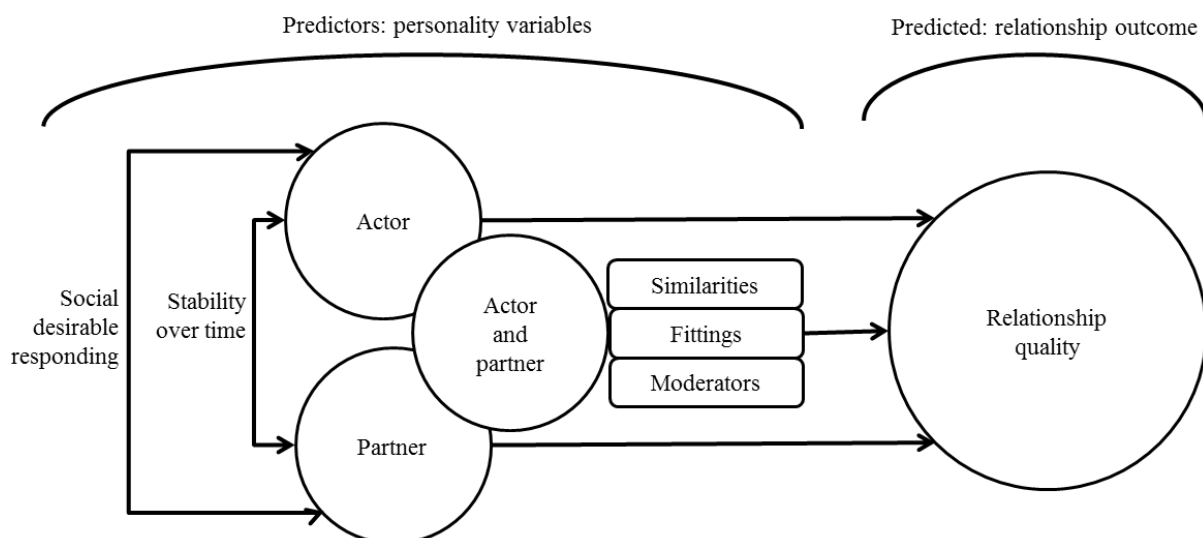 Predictors: personality variables
Predicted: relationship outcome
Actor
Social
desirable
responding
Stability
over time
Actor
and
partner
Similarities
Fittings
Moderators
Relationship
quality
Partner